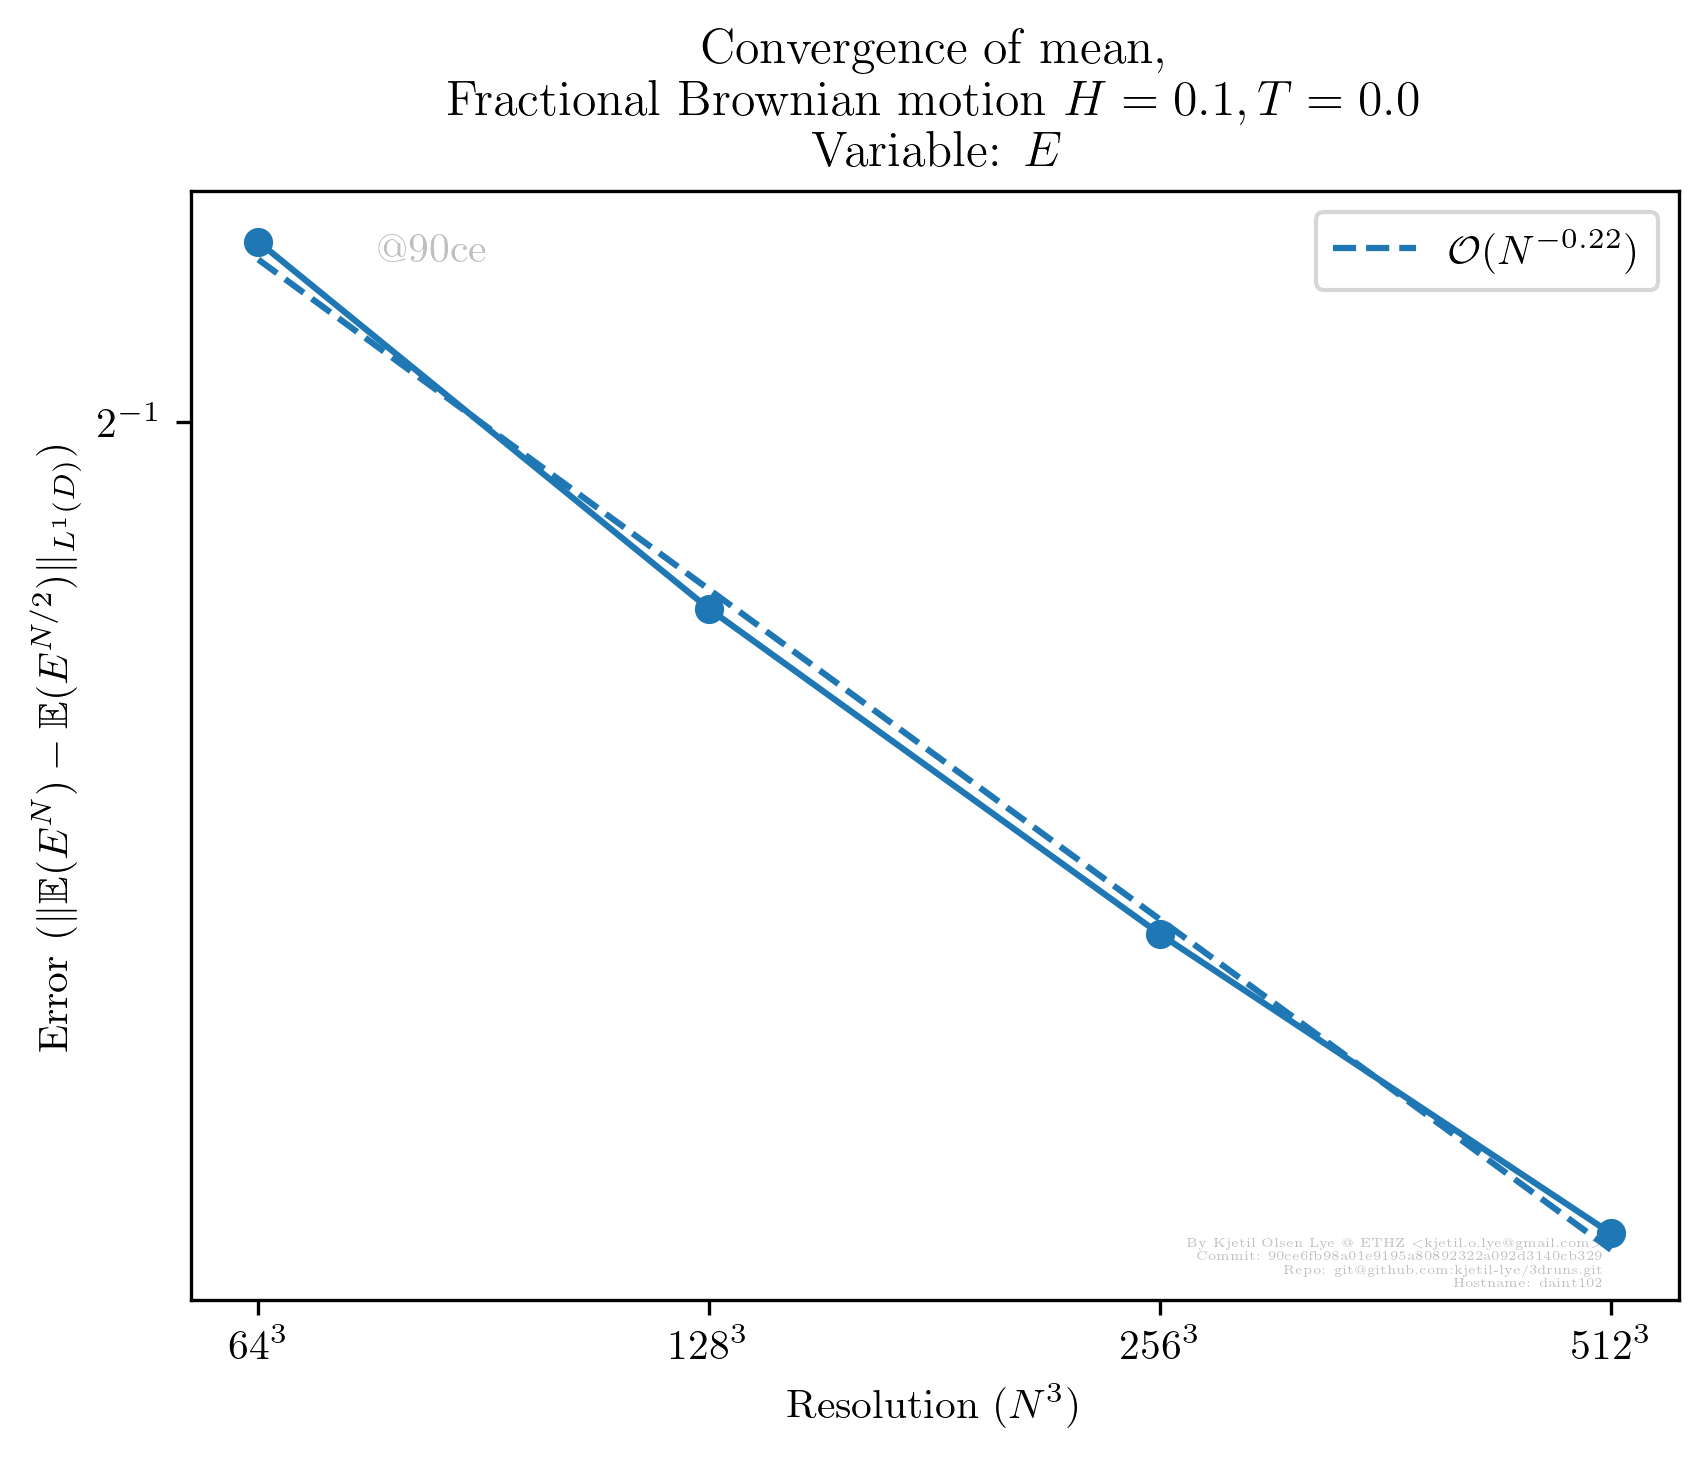 Convergence of mean,
Fractional Brownian motion H = 0.1, T = 0.0
Variable: E
@90ce
𝒪(N^{-0.22})
2^{-1}
Error (‖𝔼(E^N) − 𝔼(E^{N/2})‖_{L^1(D)})
By Kjetil Olsen Lye @ ETHZ <kjetil.o.lye@gmail.com>
Commit: 90ce6fb98a01e9195a80892322a092d3140cb329
Repo: git@github.com:kjetil-lye/3druns.git
Hostname: daint102
64^3 128^3 256^3 512^3
Resolution (N^3)